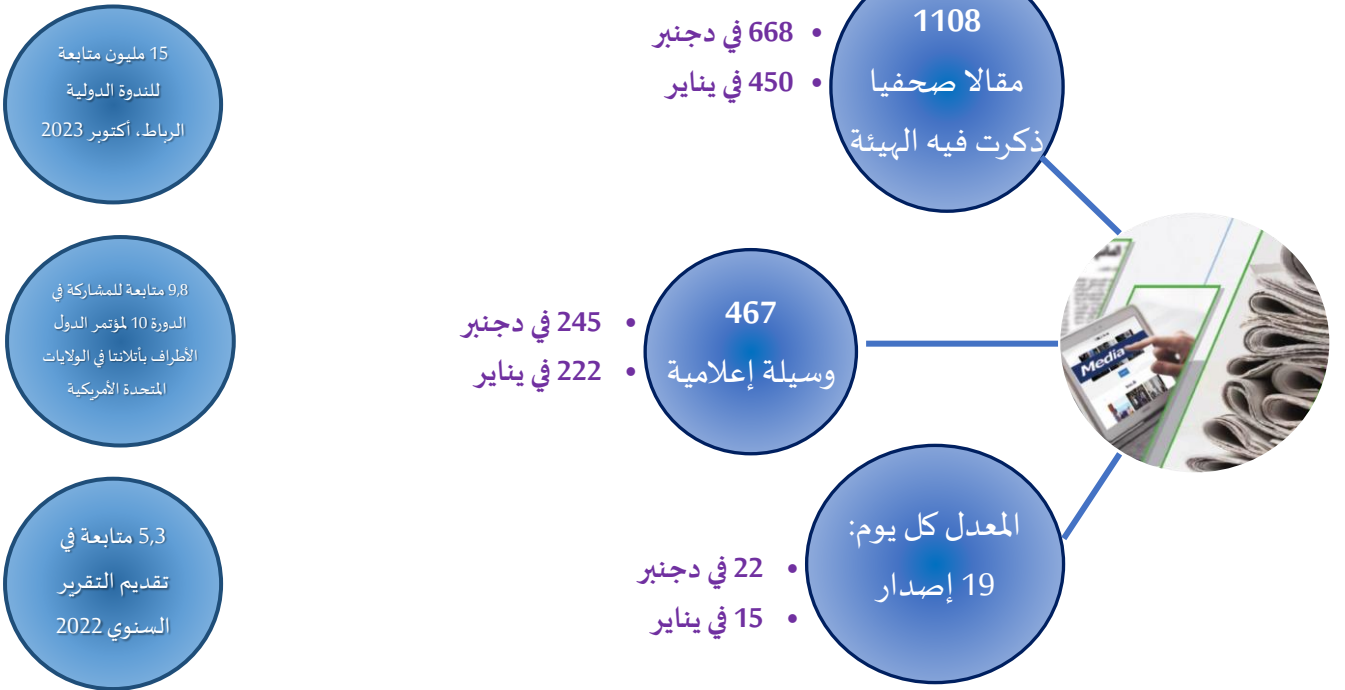 1108
مقالا صحفيا
ذكرت فيه الهيئة
• 668 في دجنبر
• 450 في يناير
467
وسيلة إعلامية
• 245 في دجنبر
• 222 في يناير
المعدل كل يوم:
19 إصدار
• 22 في دجنبر
• 15 في يناير
Media
15 مليون متابعة
للندوة الدولية
الرباط، أكتوبر 2023
9,8 متابعة للمشاركة في
الدورة 10 لمؤتمر الدول
الأطراف بأتلانتا في الولايات
المتحدة الأمريكية
5,3 متابعة في
تقديم التقرير
السنوي 2022